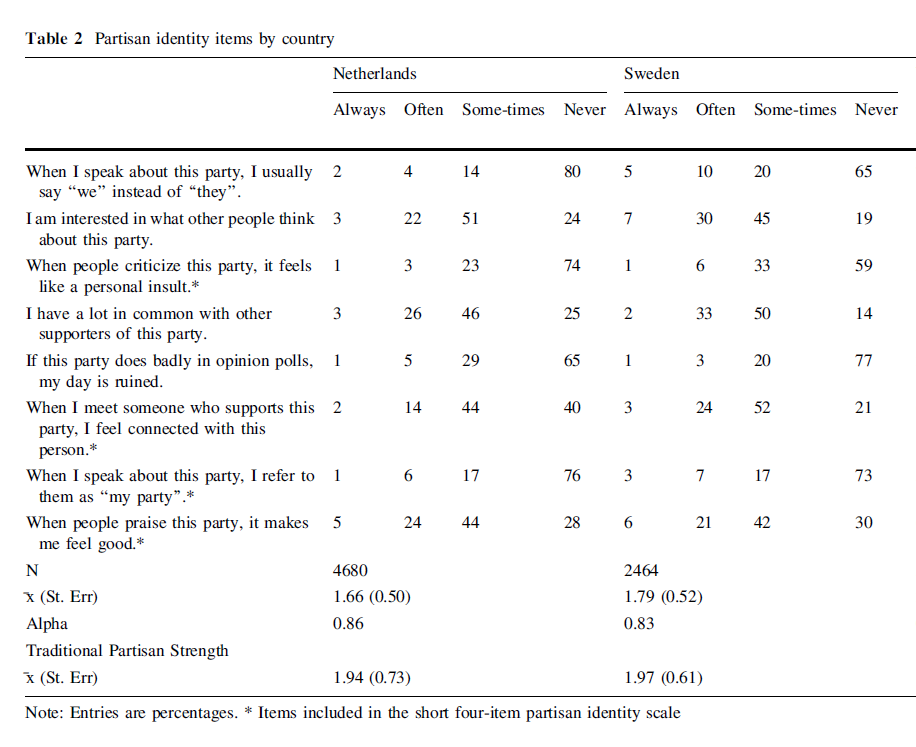 Table 2 Partisan identity items by country
Netherlands Sweden
Always Often Some-times Never Always Often Some-times Never
When I speak about this party, I usually 2 4 14 80 5 10 20 65
say “we” instead of “they”.
I am interested in what other people think 3 22 51 24 7 30 45 19
about this party.
When people criticize this party, it feels 1 3 23 74 1 6 33 59
like a personal insult.*
I have a lot in common with other 3 26 46 25 2 33 50 14
supporters of this party.
If this party does badly in opinion polls, 1 5 29 65 1 3 20 77
my day is ruined.
When I meet someone who supports this 2 14 44 40 3 24 52 21
party, I feel connected with this
person.*
When I speak about this party, I refer to 1 6 17 76 3 7 17 73
them as “my party”.*
When people praise this party, it makes 5 24 44 28 6 21 42 30
me feel good.*
N 4680 2464
x̄ (St. Err) 1.66 (0.50) 1.79 (0.52)
Alpha 0.86 0.83
Traditional Partisan Strength
x̄ (St. Err) 1.94 (0.73) 1.97 (0.61)
Note: Entries are percentages. * Items included in the short four-item partisan identity scale